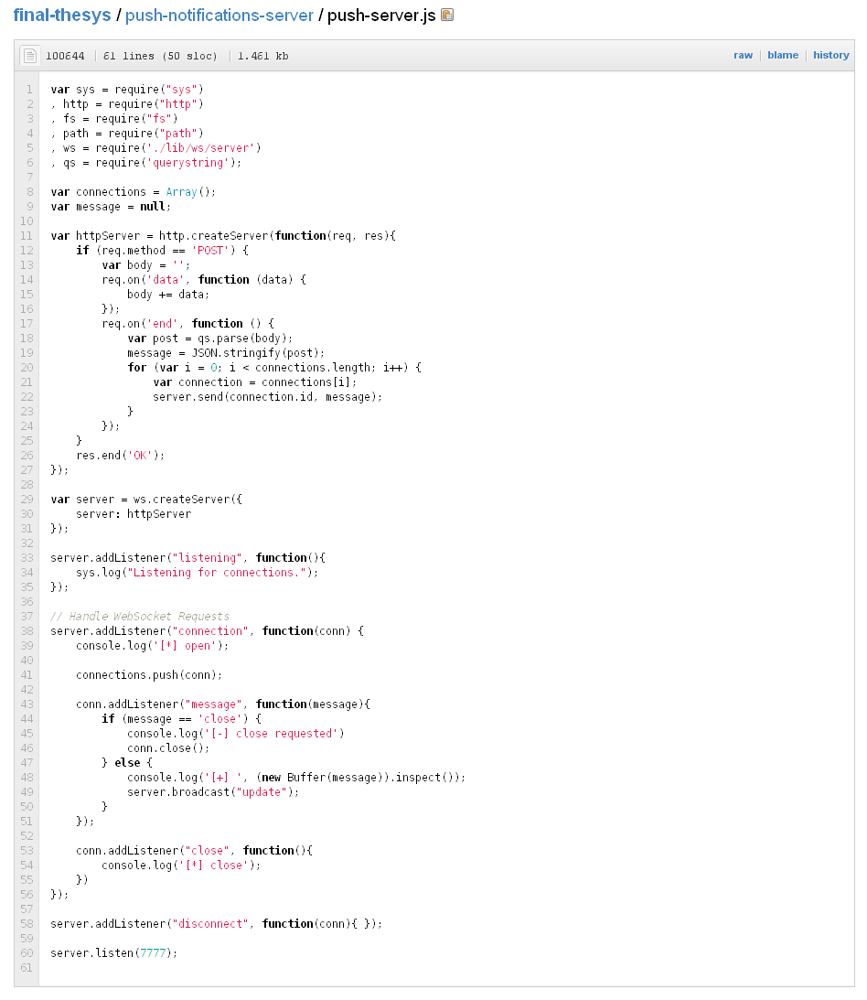 final-thesys / push-notifications-server / push-server.js
100644 | 61 lines (50 sloc) | 1.461 kb raw | blame | history
1 var sys = require("sys")
2 , http = require("http")
3 , fs = require("fs")
4 , path = require("path")
5 , ws = require('./lib/ws/server')
6 , qs = require('querystring');
7
8 var connections = Array();
9 var message = null;
10
11 var httpServer = http.createServer(function(req, res){
12     if (req.method == 'POST') {
13         var body = '';
14         req.on('data', function (data) {
15             body += data;
16         });
17         req.on('end', function () {
18             var post = qs.parse(body);
19             message = JSON.stringify(post);
20             for (var i = 0; i < connections.length; i++) {
21                 var connection = connections[i];
22                 server.send(connection.id, message);
23             }
24         });
25     }
26     res.end('OK');
27 });
28
29 var server = ws.createServer({
30     server: httpServer
31 });
32
33 server.addListener("listening", function(){
34     sys.log("Listening for connections.");
35 });
36
37 // Handle WebSocket Requests
38 server.addListener("connection", function(conn) {
39     console.log('[*] open');
40
41     connections.push(conn);
42
43     conn.addListener("message", function(message){
44         if (message == 'close') {
45             console.log('[-] close requested')
46             conn.close();
47         } else {
48             console.log('[+] ', (new Buffer(message)).inspect());
49             server.broadcast("update");
50         }
51     });
52
53     conn.addListener("close", function(){
54         console.log('[*] close');
55     })
56 });
57
58 server.addListener("disconnect", function(conn){ });
59
60 server.listen(7777);
61